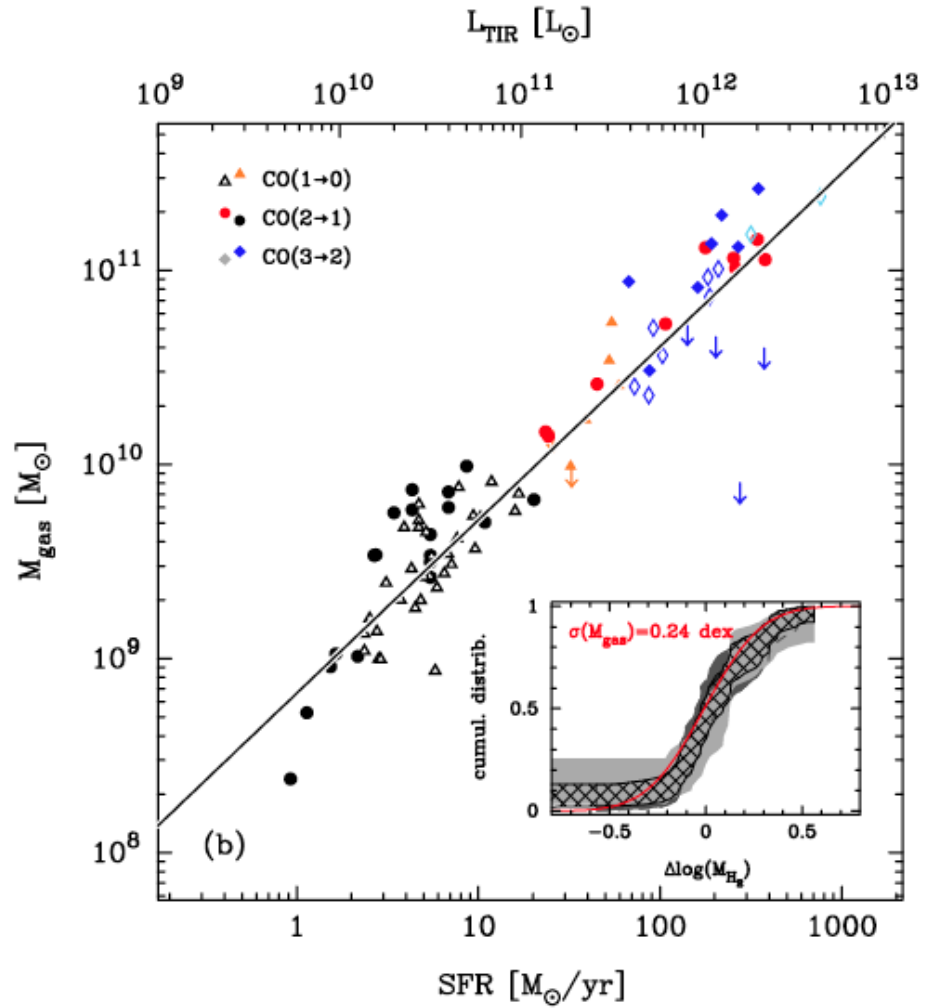 L_TIR [L_⊙]
10^9 10^10 10^11 10^12 10^13
CO(1→0)
CO(2→1)
CO(3→2)
10^11
10^10
10^9
10^8
M_gas [M_⊙]
σ(M_gas)=0.24 dex
1
0.5
0
cumul. distrib.
−0.5 0 0.5
Δlog(M_H_2)
(b)
1 10 100 1000
SFR [M_⊙/yr]